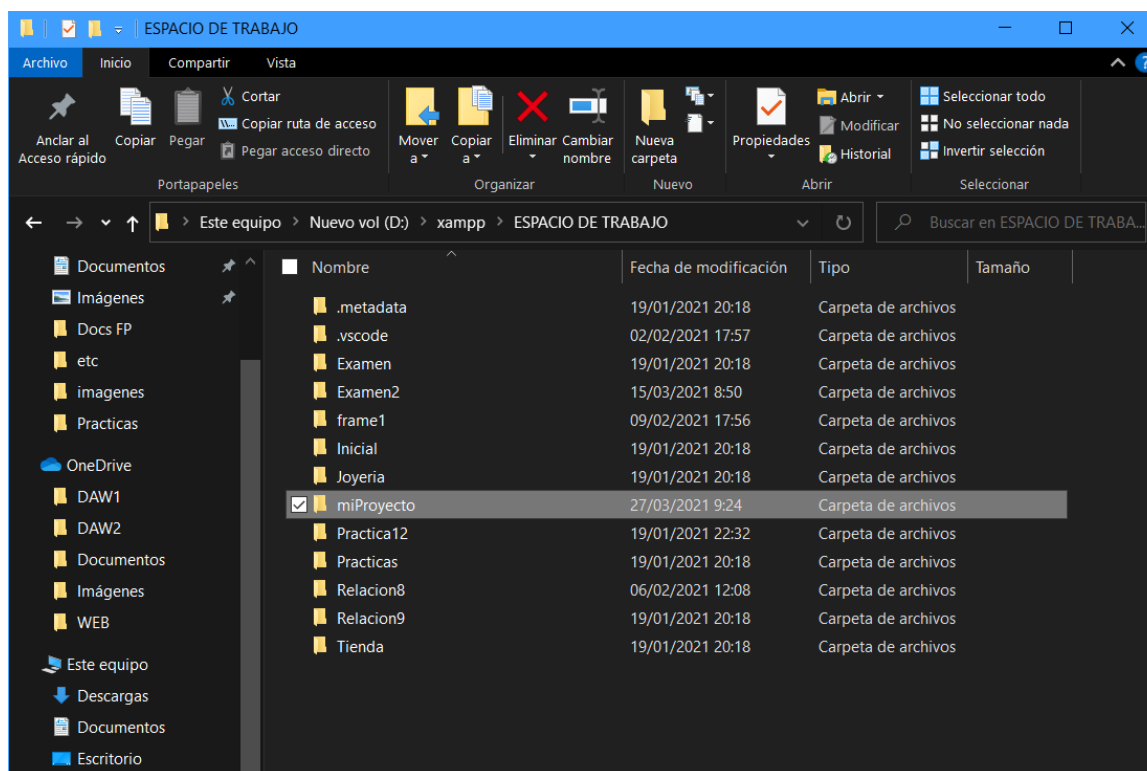 ESPACIO DE TRABAJO
Archivo Inicio Compartir Vista
Anclar al Acceso rápido
Copiar
Pegar
Cortar
Copiar ruta de acceso
Pegar acceso directo
Mover a
Copiar a
Eliminar
Cambiar nombre
Nueva carpeta
Propiedades
Abrir
Modificar
Historial
Seleccionar todo
No seleccionar nada
Invertir selección
Portapapeles Organizar Nuevo Abrir Seleccionar
Este equipo > Nuevo vol (D:) > xampp > ESPACIO DE TRABAJO
Buscar en ESPACIO DE TRABA...
Documentos
Imágenes
Docs FP
etc
imagenes
Practicas
OneDrive
DAW1
DAW2
Documentos
Imágenes
WEB
Este equipo
Descargas
Documentos
Escritorio
Nombre Fecha de modificación Tipo Tamaño
.metadata 19/01/2021 20:18 Carpeta de archivos
.vscode 02/02/2021 17:57 Carpeta de archivos
Examen 19/01/2021 20:18 Carpeta de archivos
Examen2 15/03/2021 8:50 Carpeta de archivos
frame1 09/02/2021 17:56 Carpeta de archivos
Inicial 19/01/2021 20:18 Carpeta de archivos
Joyeria 19/01/2021 20:18 Carpeta de archivos
miProyecto 27/03/2021 9:24 Carpeta de archivos
Practica12 19/01/2021 22:32 Carpeta de archivos
Practicas 19/01/2021 20:18 Carpeta de archivos
Relacion8 06/02/2021 12:08 Carpeta de archivos
Relacion9 19/01/2021 20:18 Carpeta de archivos
Tienda 19/01/2021 20:18 Carpeta de archivos